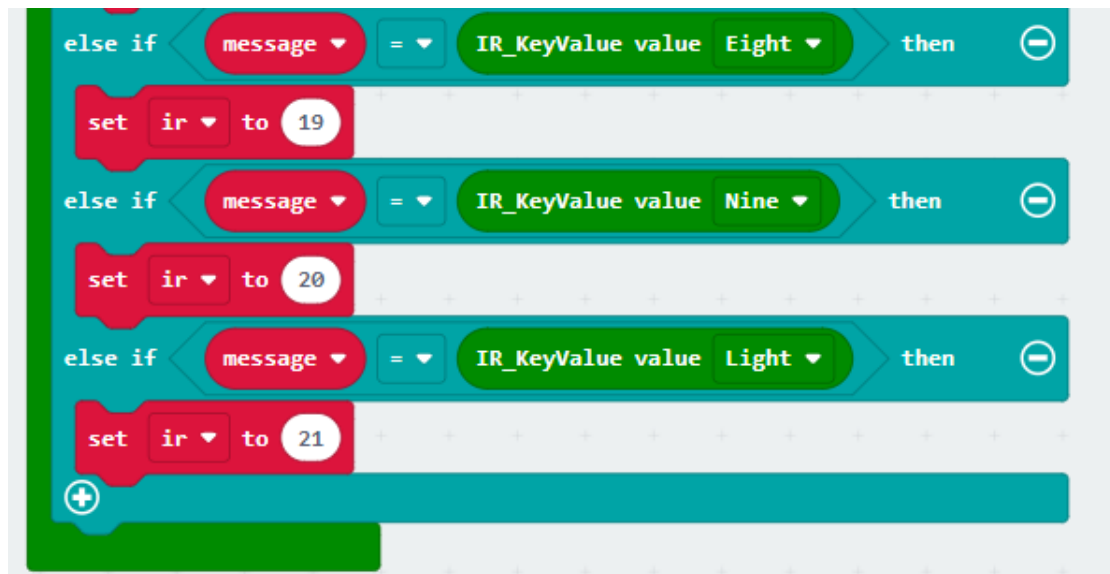 else if message = IR_KeyValue value Eight then
set ir to 19
else if message = IR_KeyValue value Nine then
set ir to 20
else if message = IR_KeyValue value Light then
set ir to 21